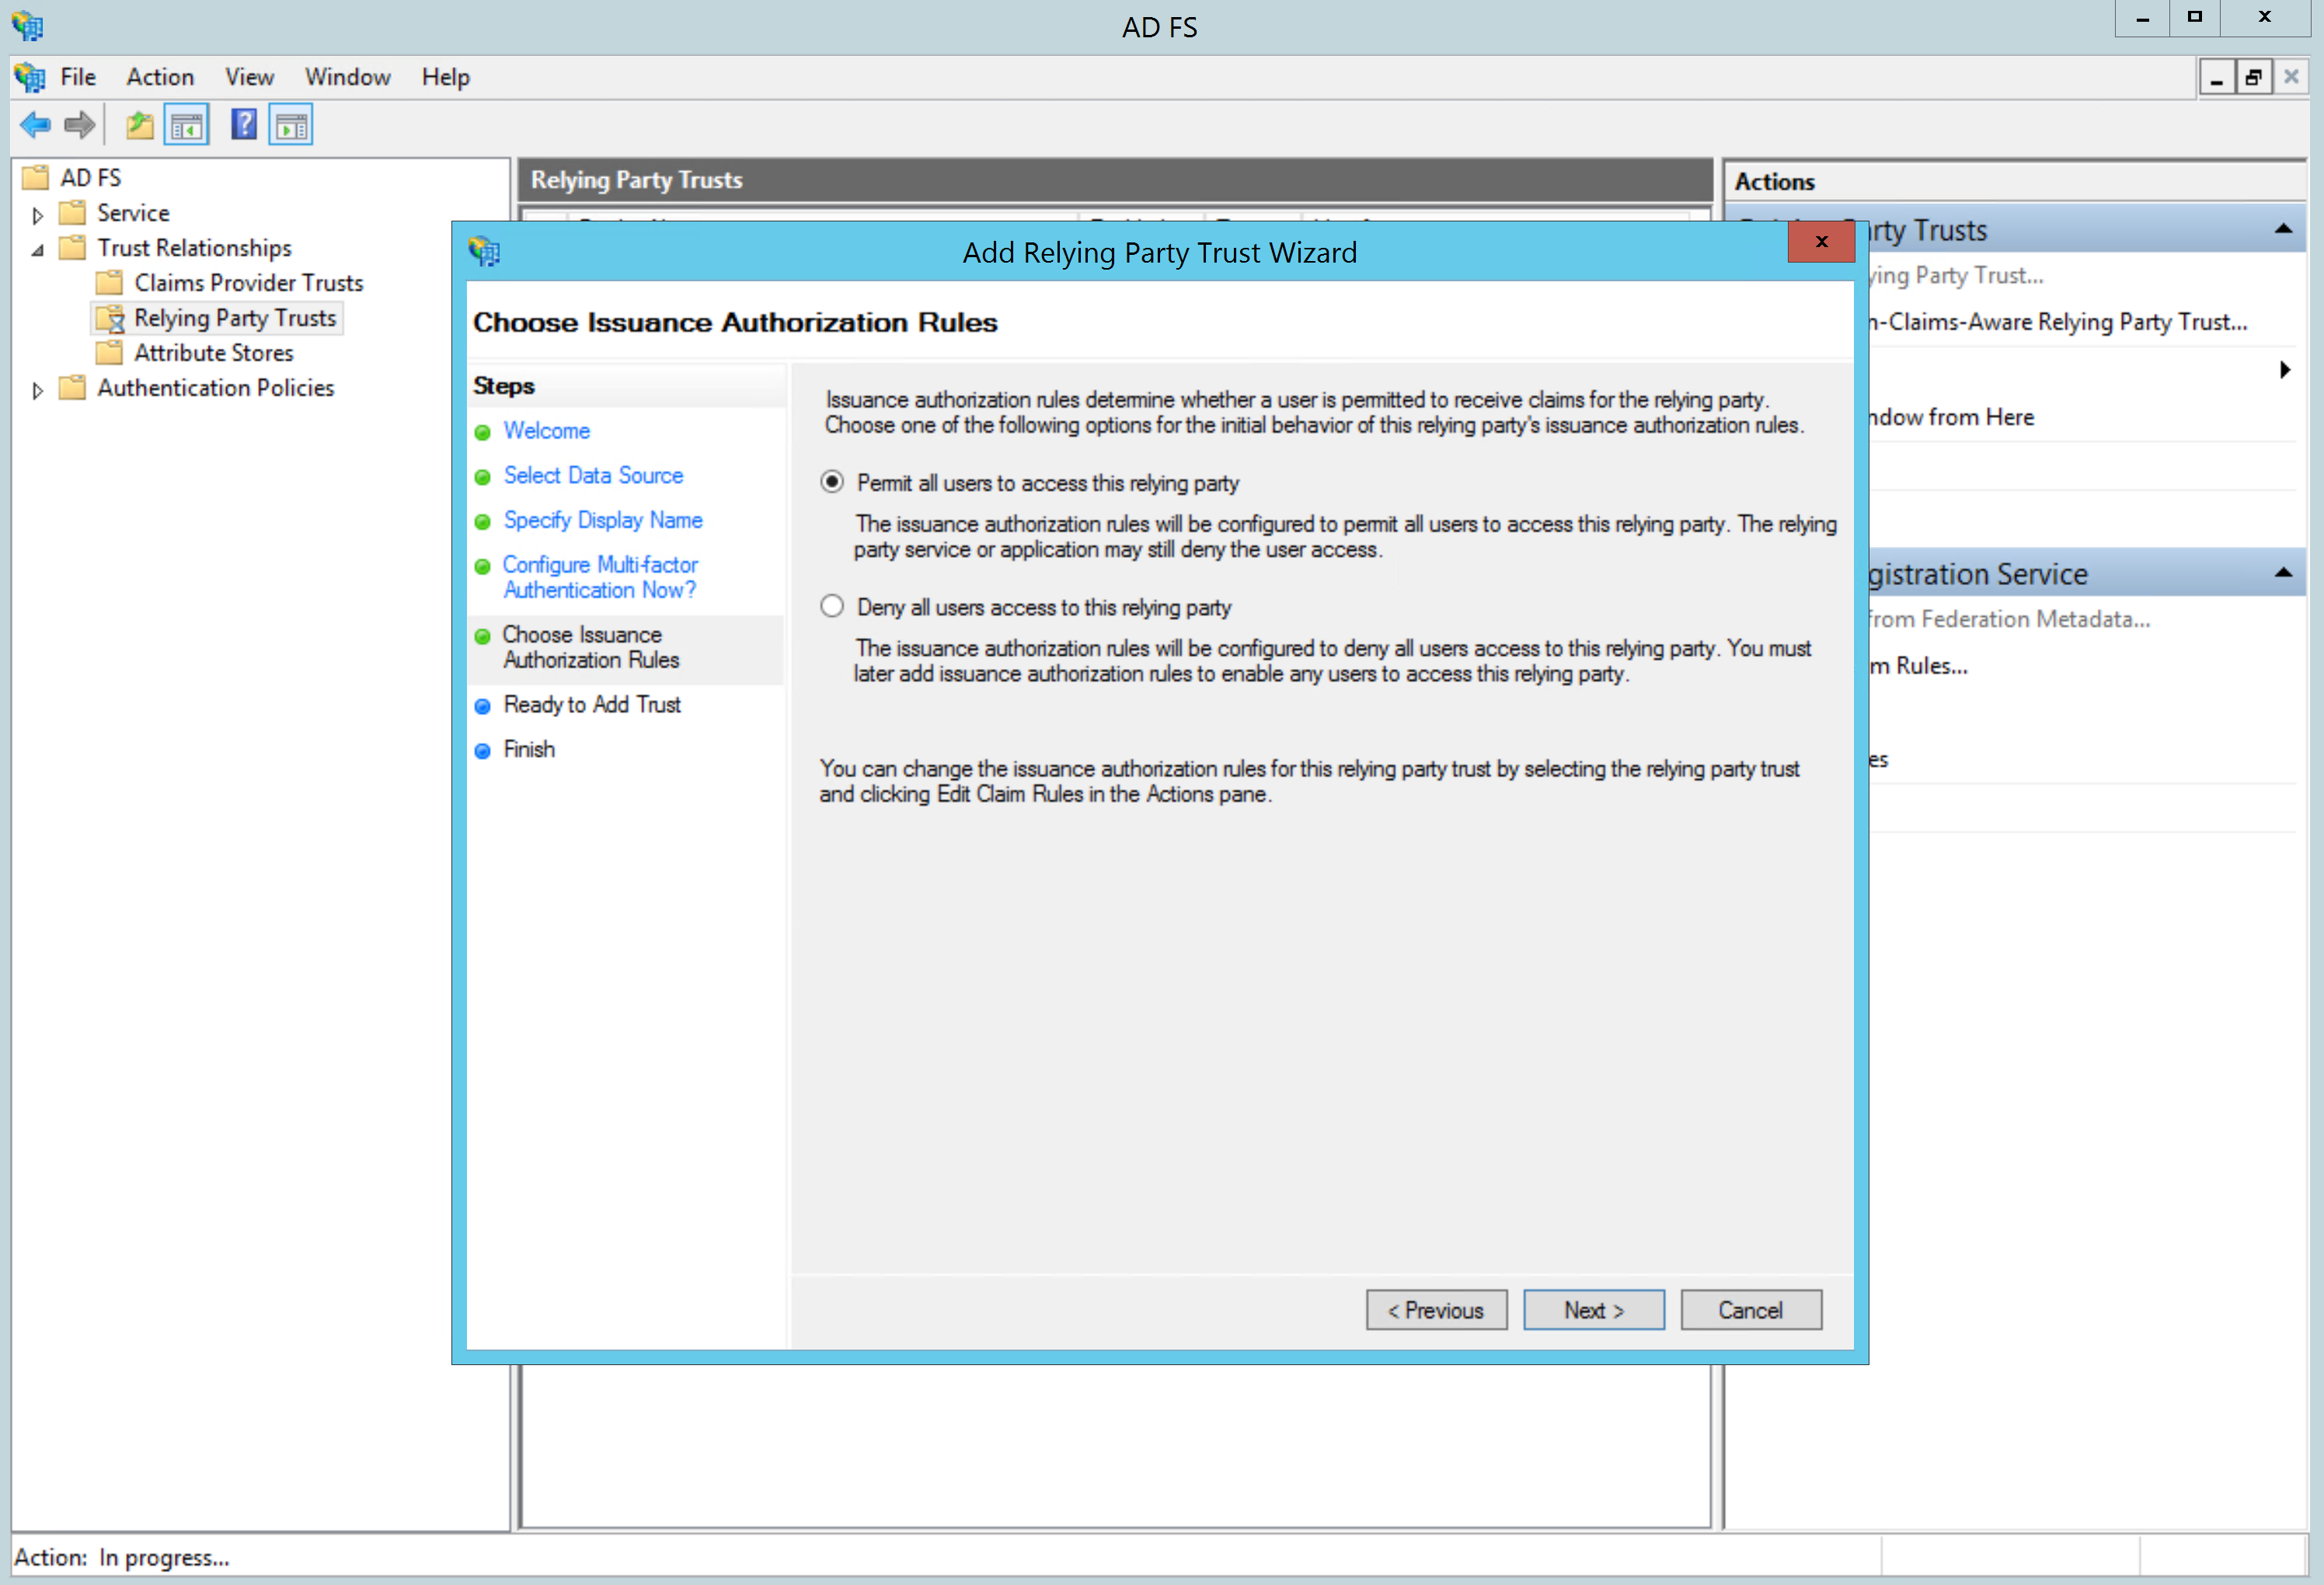 AD FS
File Action View Window Help
AD FS
Service
Trust Relationships
Claims Provider Trusts
Relying Party Trusts
Attribute Stores
Authentication Policies
Relying Party Trusts
Actions
rty Trusts
ying Party Trust...
n-Claims-Aware Relying Party Trust...
ndow from Here
gistration Service
from Federation Metadata...
m Rules...
es
Add Relying Party Trust Wizard
x
Choose Issuance Authorization Rules
Steps
Welcome
Select Data Source
Specify Display Name
Configure Multi-factor
Authentication Now?
Choose Issuance
Authorization Rules
Ready to Add Trust
Finish
Issuance authorization rules determine whether a user is permitted to receive claims for the relying party.
Choose one of the following options for the initial behavior of this relying party's issuance authorization rules.
Permit all users to access this relying party
The issuance authorization rules will be configured to permit all users to access this relying party. The relying
party service or application may still deny the user access.
Deny all users access to this relying party
The issuance authorization rules will be configured to deny all users access to this relying party. You must
later add issuance authorization rules to enable any users to access this relying party.
You can change the issuance authorization rules for this relying party trust by selecting the relying party trust
and clicking Edit Claim Rules in the Actions pane.
< Previous
Next >
Cancel
Action: In progress...